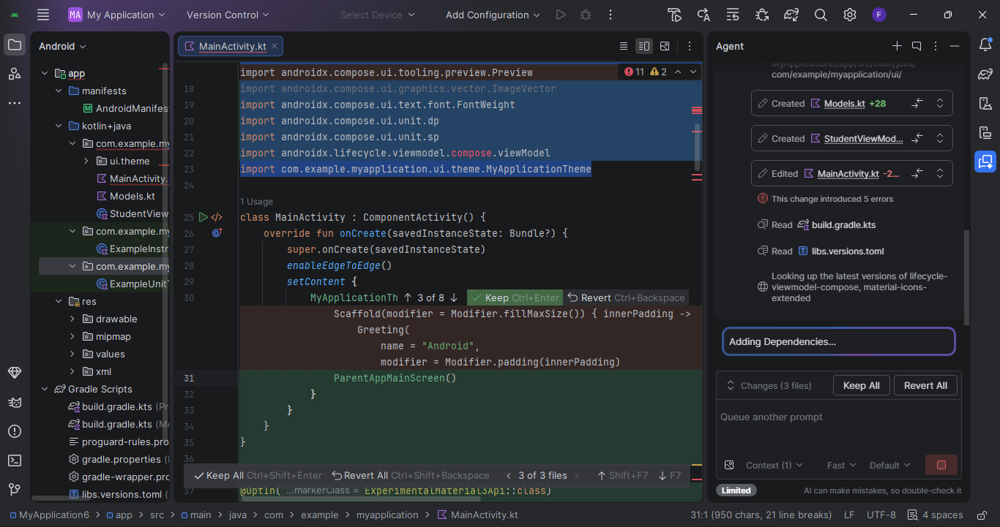 MA My Application
Version Control
Select Device
Add Configuration
F
Android
app
manifests
AndroidManifes
kotlin+java
com.example.my
ui.theme
MainActivity.
Models.kt
StudentView
com.example.my
ExampleInstr
com.example.my
ExampleUnitT
res
drawable
mipmap
values
xml
Gradle Scripts
build.gradle.kts (Pr
build.gradle.kts (Mo
proguard-rules.pro
gradle.properties (
gradle-wrapper.pro
libs.versions.toml (
MainActivity.kt
11 2
import androidx.compose.ui.tooling.preview.Preview
18 import androidx.compose.ui.graphics.vector.ImageVector
19 import androidx.compose.ui.text.font.FontWeight
20 import androidx.compose.ui.unit.dp
21 import androidx.compose.ui.unit.sp
22 import androidx.lifecycle.viewmodel.compose.viewModel
23 import com.example.myapplication.ui.theme.MyApplicationTheme
24
1 Usage
25 class MainActivity : ComponentActivity() {
26 override fun onCreate(savedInstanceState: Bundle?) {
27 super.onCreate(savedInstanceState)
28 enableEdgeToEdge()
29 setContent {
30 MyApplicationTh ↑ 3 of 8 ↓ Keep Ctrl+Enter Revert Ctrl+Backspace
Scaffold(modifier = Modifier.fillMaxSize()) { innerPadding ->
Greeting(
name = "Android",
modifier = Modifier.padding(innerPadding)
31 ParentAppMainScreen()
32 }
33 }
34 }
35 }
36
Keep All Ctrl+Shift+Enter Revert All Ctrl+Shift+Backspace < 3 of 3 files > ↑ Shift+F7 ↓ F7
37 @OptIn( ...markerClass = ExperimentalMaterial3Api::class)
Agent
MyApplication6/app/src/main/java/
com/example/myapplication/ui/
Created Models.kt +28
Created StudentViewMod...
Edited MainActivity.kt -2...
This change introduced 5 errors
Read build.gradle.kts
Read libs.versions.toml
Looking up the latest versions of lifecycle-
viewmodel-compose, material-icons-
extended
Adding Dependencies...
Changes (3 files) Keep All Revert All
Queue another prompt
Context (1) Fast Default
Limited AI can make mistakes, so double-check it
MyApplication6 > app > src > main > java > com > example > myapplication > MainActivity.kt
31:1 (950 chars, 21 line breaks) LF UTF-8 4 spaces